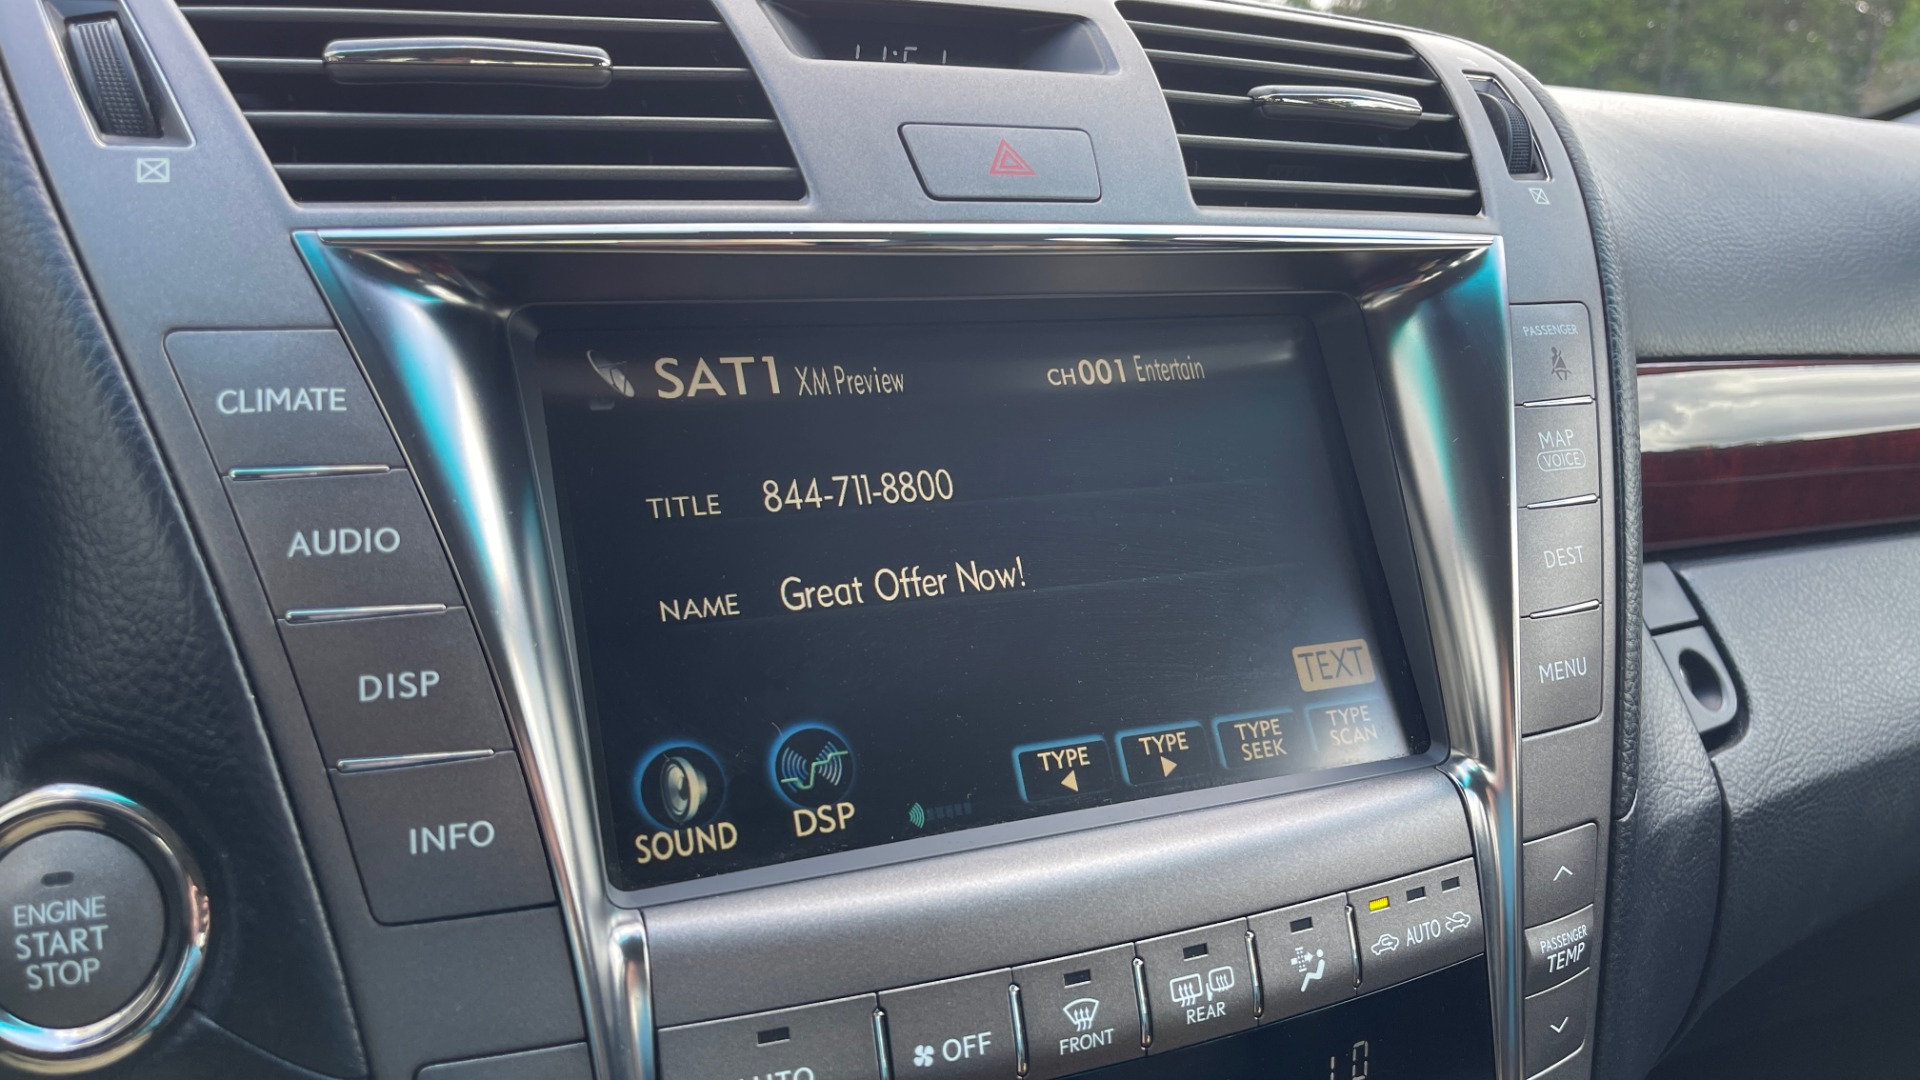 CLIMATE
AUDIO
DISP
INFO
ENGINE
START
STOP
SAT1 XM Preview CH001 Entertain
TITLE 844-711-8800
NAME Great Offer Now!
TEXT
SOUND
DSP
TYPE
TYPE
TYPE
SEEK
TYPE
SCAN
PASSENGER
MAP
VOICE
DEST
MENU
PASSENGER
TEMP
AUTO
OFF
FRONT
REAR
AUTO